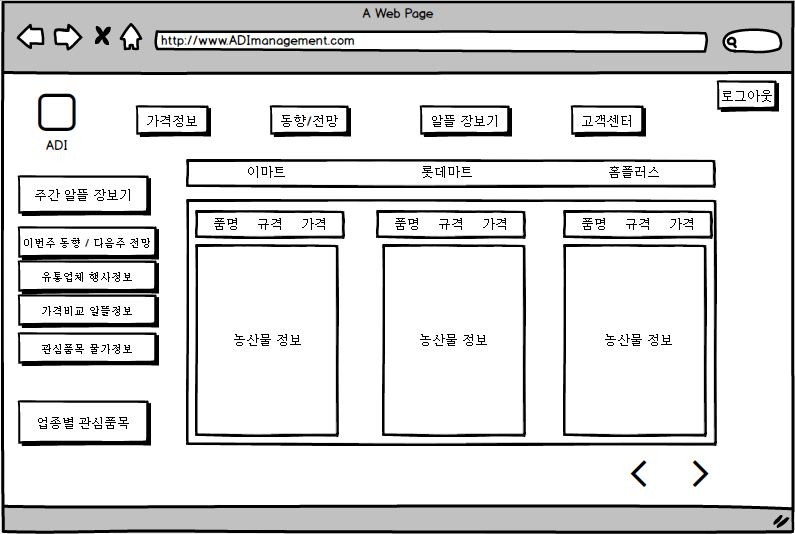 A Web Page
http://www.ADImanagement.com
로그아웃
ADI
가격정보
동향/전망
알뜰 장보기
고객센터
이마트 롯데마트 홈플러스
주간 알뜰 장보기
이번주 동향 / 다음주 전망
유통업체 행사정보
가격비교 알뜰정보
관심품목 물가정보
업종별 관심품목
품명 규격 가격
품명 규격 가격
품명 규격 가격
농산물 정보
농산물 정보
농산물 정보